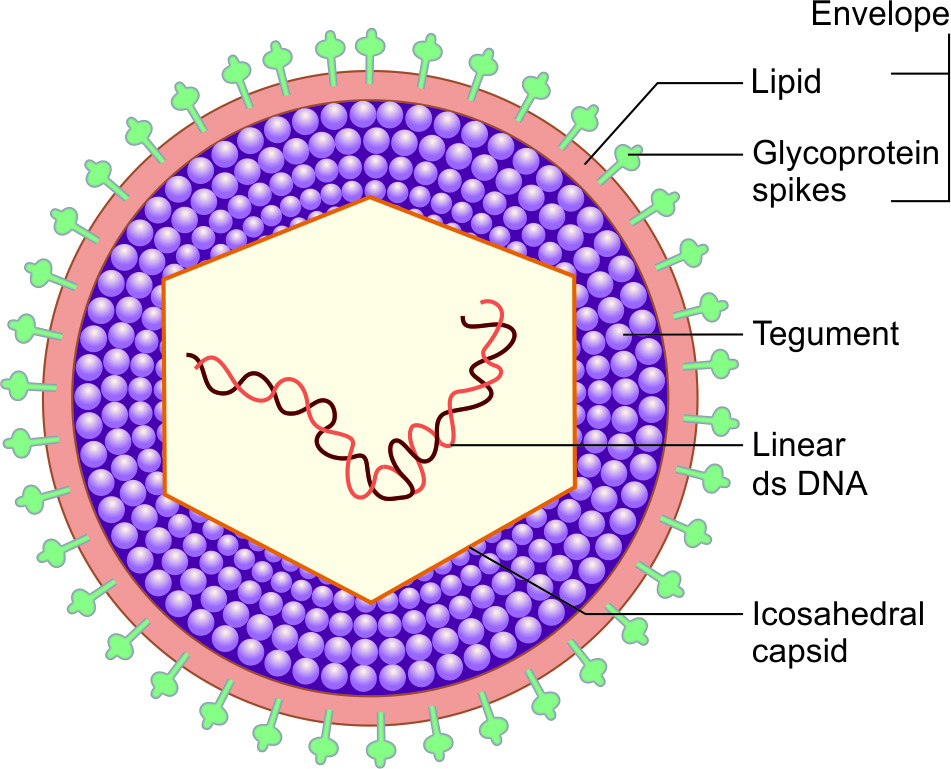 Envelope
Lipid
Glycoprotein
spikes
Tegument
Linear
ds DNA
Icosahedral
capsid